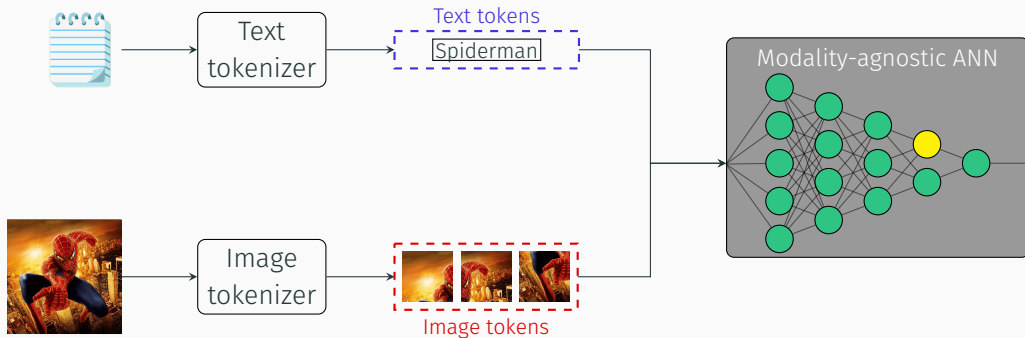 Text tokens
Text
tokenizer
Spiderman
Modality-agnostic ANN
Image
tokenizer
Image tokens